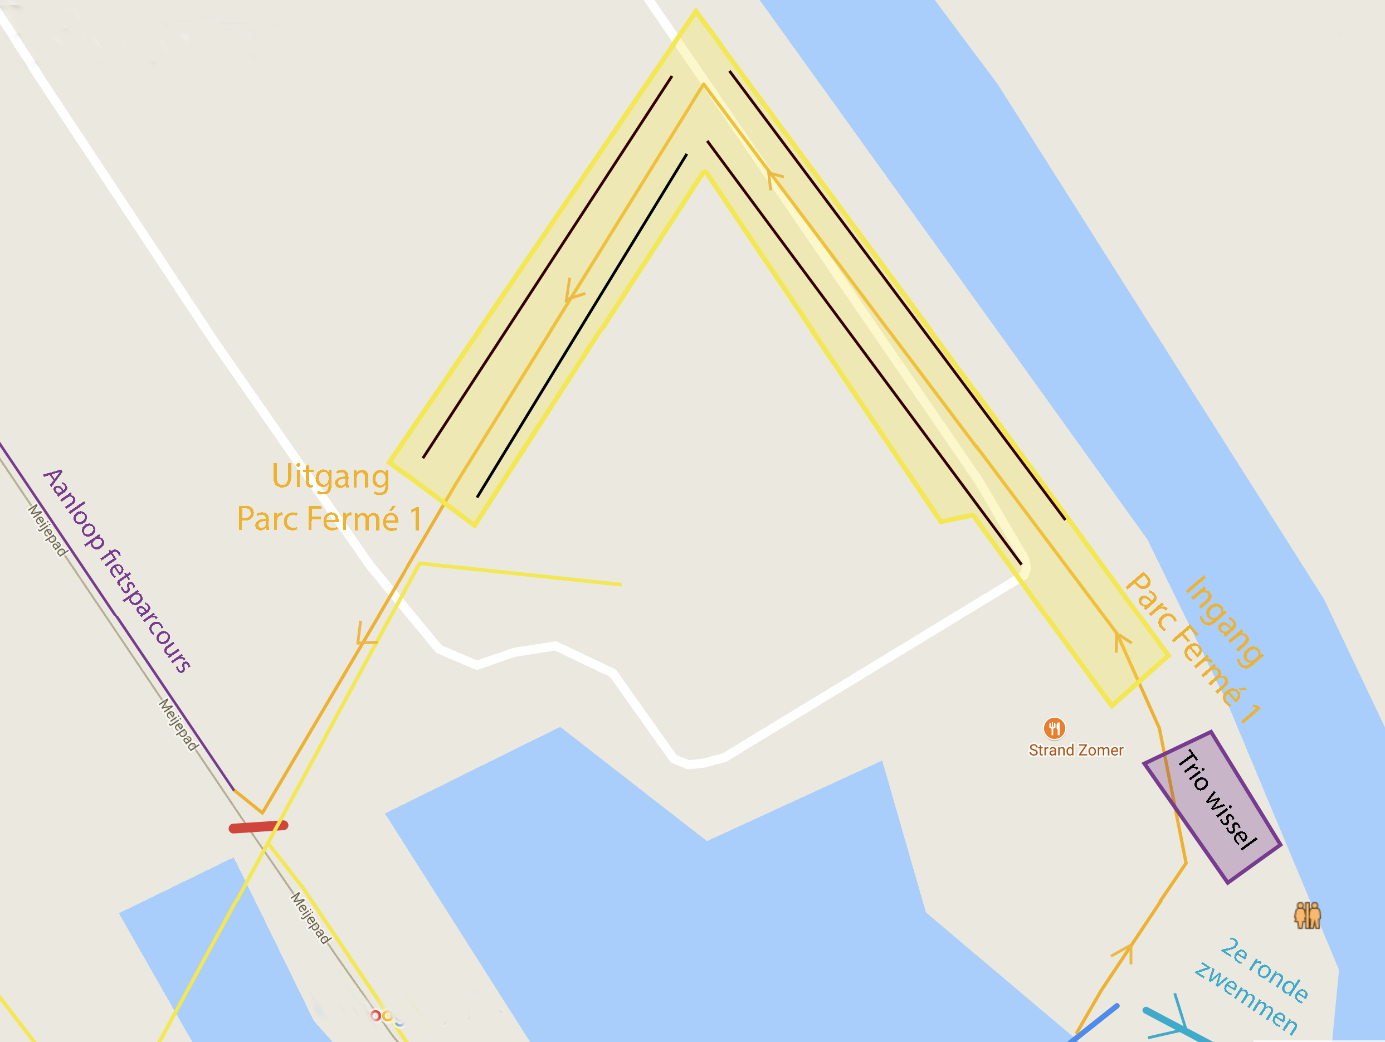 Uitgang
Parc Fermé 1
Aanloop fietsparcours
Meijepad
Meijepad
Meijepad
Ingang
Parc Fermé 1
Strand Zomer
Trio wissel
2e ronde
zwemmen